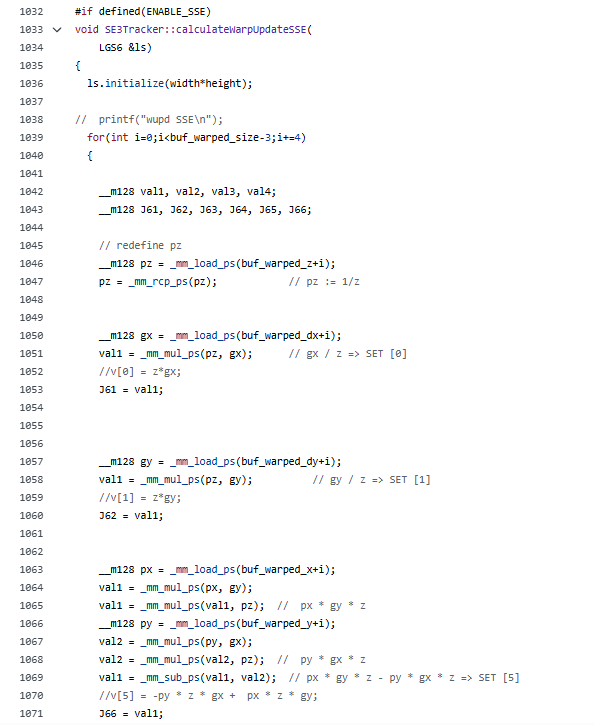 1032 #if defined(ENABLE_SSE)
1033 void SE3Tracker::calculateWarpUpdateSSE(
1034 LGS6 &ls)
1035 {
1036 ls.initialize(width*height);
1037
1038 // printf("wupd SSE\n");
1039 for(int i=0;i<buf_warped_size-3;i+=4)
1040 {
1041
1042 __m128 val1, val2, val3, val4;
1043 __m128 J61, J62, J63, J64, J65, J66;
1044
1045 // redefine pz
1046 __m128 pz = _mm_load_ps(buf_warped_z+i);
1047 pz = _mm_rcp_ps(pz); // pz := 1/z
1048
1049
1050 __m128 gx = _mm_load_ps(buf_warped_dx+i);
1051 val1 = _mm_mul_ps(pz, gx); // gx / z => SET [0]
1052 //v[0] = z*gx;
1053 J61 = val1;
1054
1055
1056
1057 __m128 gy = _mm_load_ps(buf_warped_dy+i);
1058 val1 = _mm_mul_ps(pz, gy); // gy / z => SET [1]
1059 //v[1] = z*gy;
1060 J62 = val1;
1061
1062
1063 __m128 px = _mm_load_ps(buf_warped_x+i);
1064 val1 = _mm_mul_ps(px, gy);
1065 val1 = _mm_mul_ps(val1, pz); // px * gy * z
1066 __m128 py = _mm_load_ps(buf_warped_y+i);
1067 val2 = _mm_mul_ps(py, gx);
1068 val2 = _mm_mul_ps(val2, pz); // py * gx * z
1069 val1 = _mm_sub_ps(val1, val2); // px * gy * z - py * gx * z => SET [5]
1070 //v[5] = -py * z * gx + px * z * gy;
1071 J66 = val1;